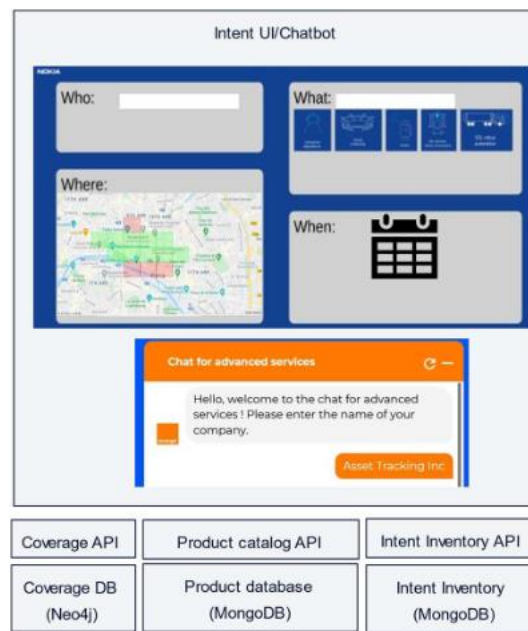 Intent UI/Chatbot
NOKIA
Who:
What:
Where:
When:
Chat for advanced services
Hello, welcome to the chat for advanced
services ! Please enter the name of your
company.
Asset Tracking Inc
Coverage API
Product catalog API
Intent Inventory API
Coverage DB
(Neo4j)
Product database
(MongoDB)
Intent Inventory
(MongoDB)